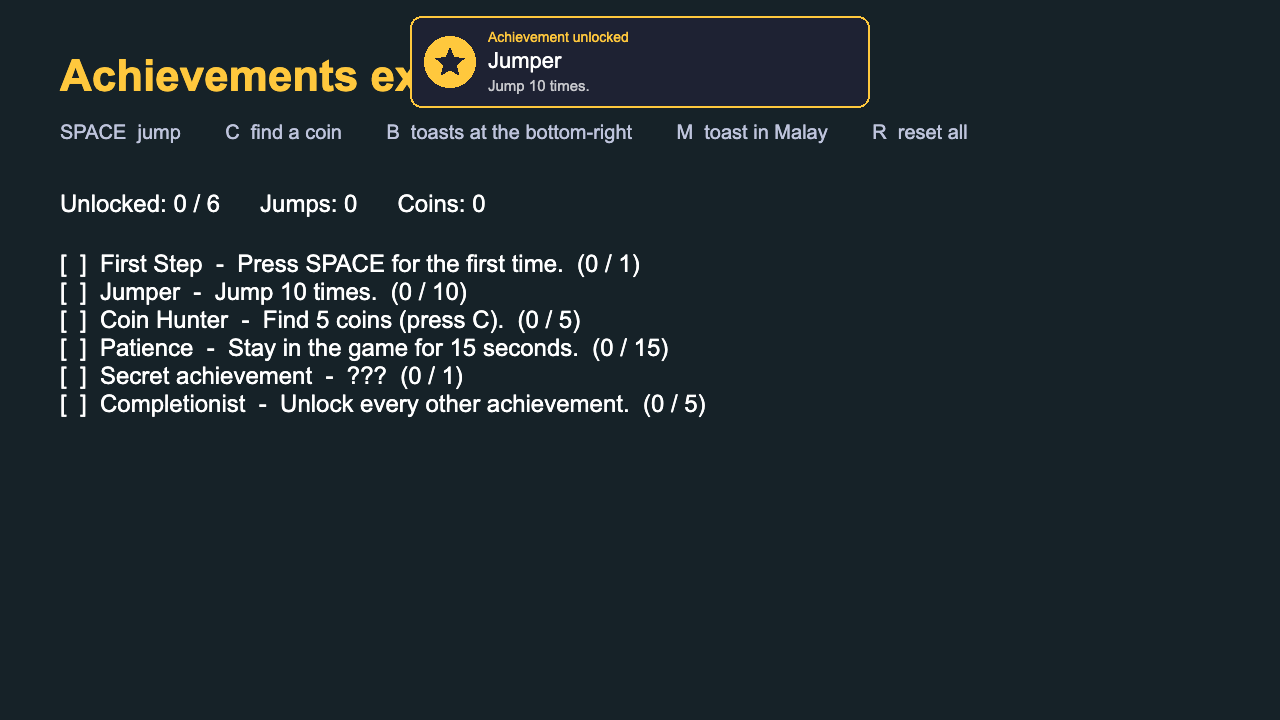 Achievement unlocked
Jumper
Jump 10 times.
Achievements ex
SPACE  jump  C  find a coin  B  toasts at the bottom-right  M  toast in Malay  R  reset all
Unlocked: 0 / 6  Jumps: 0  Coins: 0
[  ]  First Step  -  Press SPACE for the first time.  (0 / 1)
[  ]  Jumper  -  Jump 10 times.  (0 / 10)
[  ]  Coin Hunter  -  Find 5 coins (press C).  (0 / 5)
[  ]  Patience  -  Stay in the game for 15 seconds.  (0 / 15)
[  ]  Secret achievement  -  ???  (0 / 1)
[  ]  Completionist  -  Unlock every other achievement.  (0 / 5)